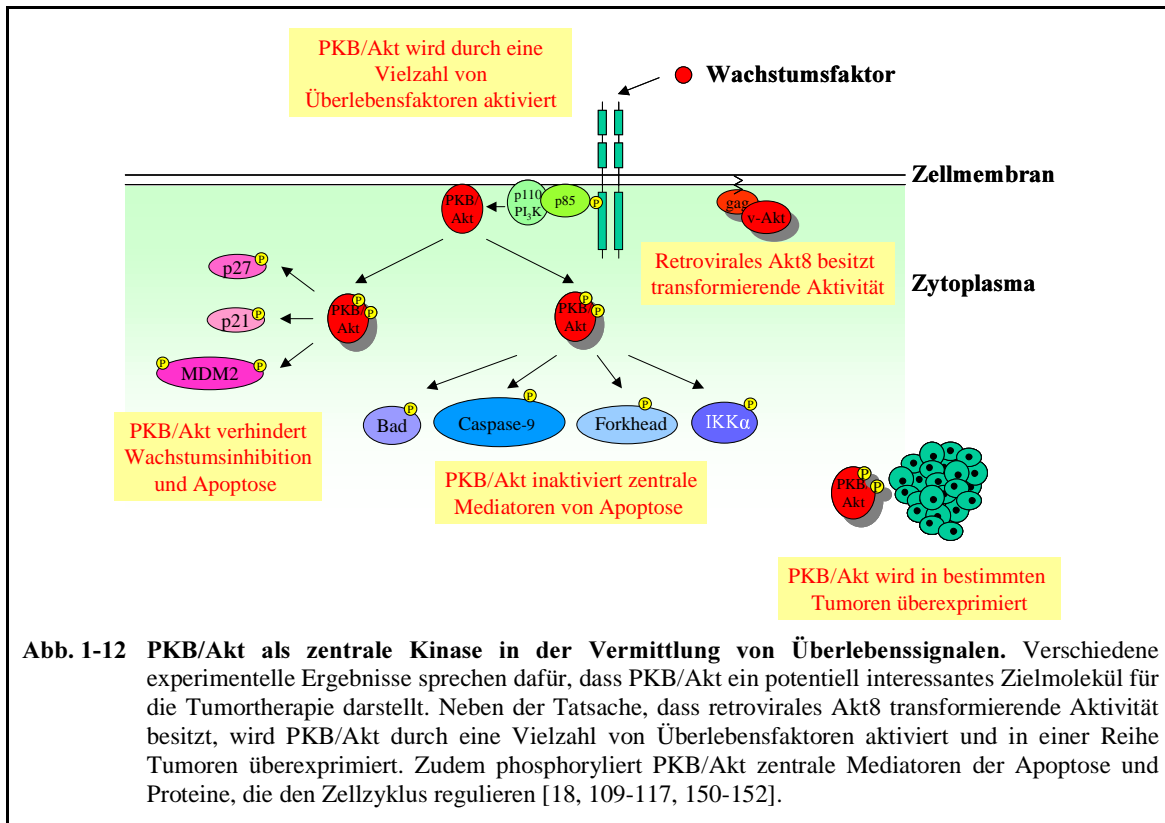 PKB/Akt wird durch eine
Vielzahl von
Überlebensfaktoren aktiviert
Wachstumsfaktor
Zellmembran
PKB/
Akt
p110
PI3K
p85
P
gag
v-Akt
Retrovirales Akt8 besitzt
transformierende Aktivität
Zytoplasma
p27
P
p21
P
MDM2
P
P
PKB/
Akt
P
P
PKB/
Akt
P
P
Bad
P
Caspase-9
P
Forkhead
P
IKKα
P
PKB/Akt verhindert
Wachstumsinhibition
und Apoptose
PKB/Akt inaktiviert zentrale
Mediatoren von Apoptose
PKB/
Akt
P
P
PKB/Akt wird in bestimmten
Tumoren überexprimiert
Abb. 1-12 PKB/Akt als zentrale Kinase in der Vermittlung von Überlebenssignalen. Verschiedene
experimentelle Ergebnisse sprechen dafür, dass PKB/Akt ein potentiell interessantes Zielmolekül für
die Tumortherapie darstellt. Neben der Tatsache, dass retrovirales Akt8 transformierende Aktivität
besitzt, wird PKB/Akt durch eine Vielzahl von Überlebensfaktoren aktiviert und in einer Reihe
Tumoren überexprimiert. Zudem phosphoryliert PKB/Akt zentrale Mediatoren der Apoptose und
Proteine, die den Zellzyklus regulieren [18, 109-117, 150-152].